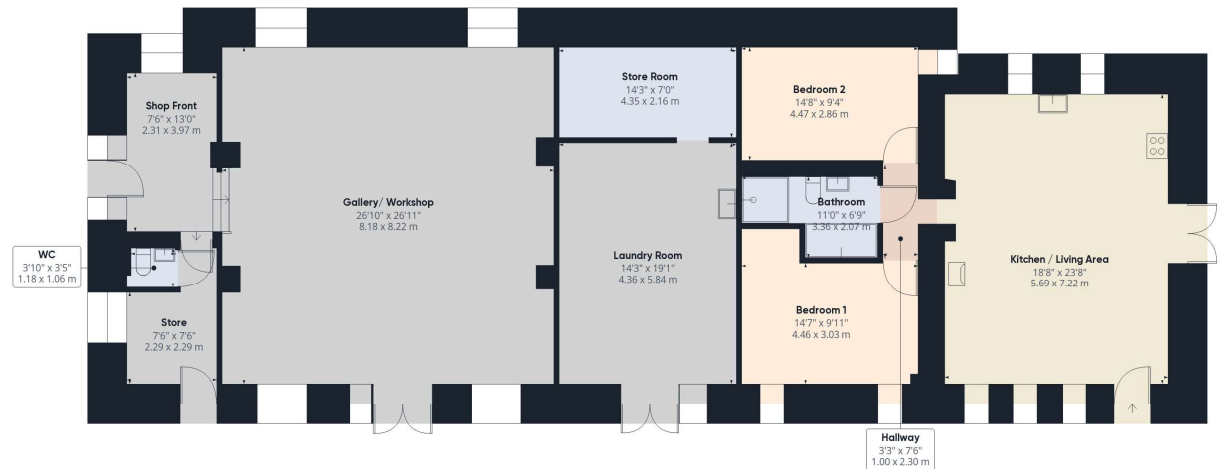 Shop Front
7'6" x 13'0"
2.31 x 3.97 m
Store Room
14'3" x 7'0"
4.35 x 2.16 m
Bedroom 2
14'8" x 9'4"
4.47 x 2.86 m
Gallery/ Workshop
26'10" x 26'11"
8.18 x 8.22 m
Bathroom
11'0" x 6'9"
3.36 x 2.07 m
WC
3'10" x 3'5"
1.18 x 1.06 m
Laundry Room
14'3" x 19'1"
4.36 x 5.84 m
Kitchen / Living Area
18'8" x 23'8"
5.69 x 7.22 m
Store
7'6" x 7'6"
2.29 x 2.29 m
Bedroom 1
14'7" x 9'11"
4.46 x 3.03 m
Hallway
3'3" x 7'6"
1.00 x 2.30 m